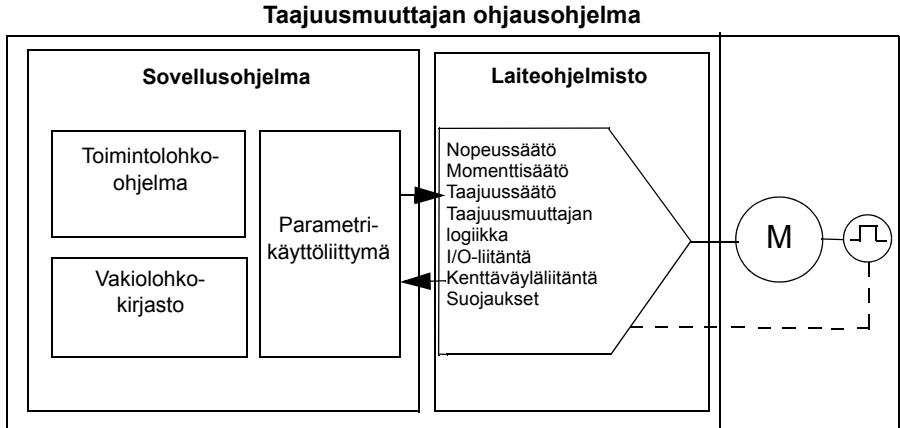 Taajuusmuuttajan ohjausohjelma
Sovellusohjelma
Toimintolohko-
ohjelma
Vakiolohko-
kirjasto
Parametri-
käyttöliittymä
Laiteohjelmisto
Nopeussäätö
Momenttisäätö
Taajuussäätö
Taajuusmuuttajan
logiikka
I/O-liitäntä
Kenttäväyläliitäntä
Suojaukset
M